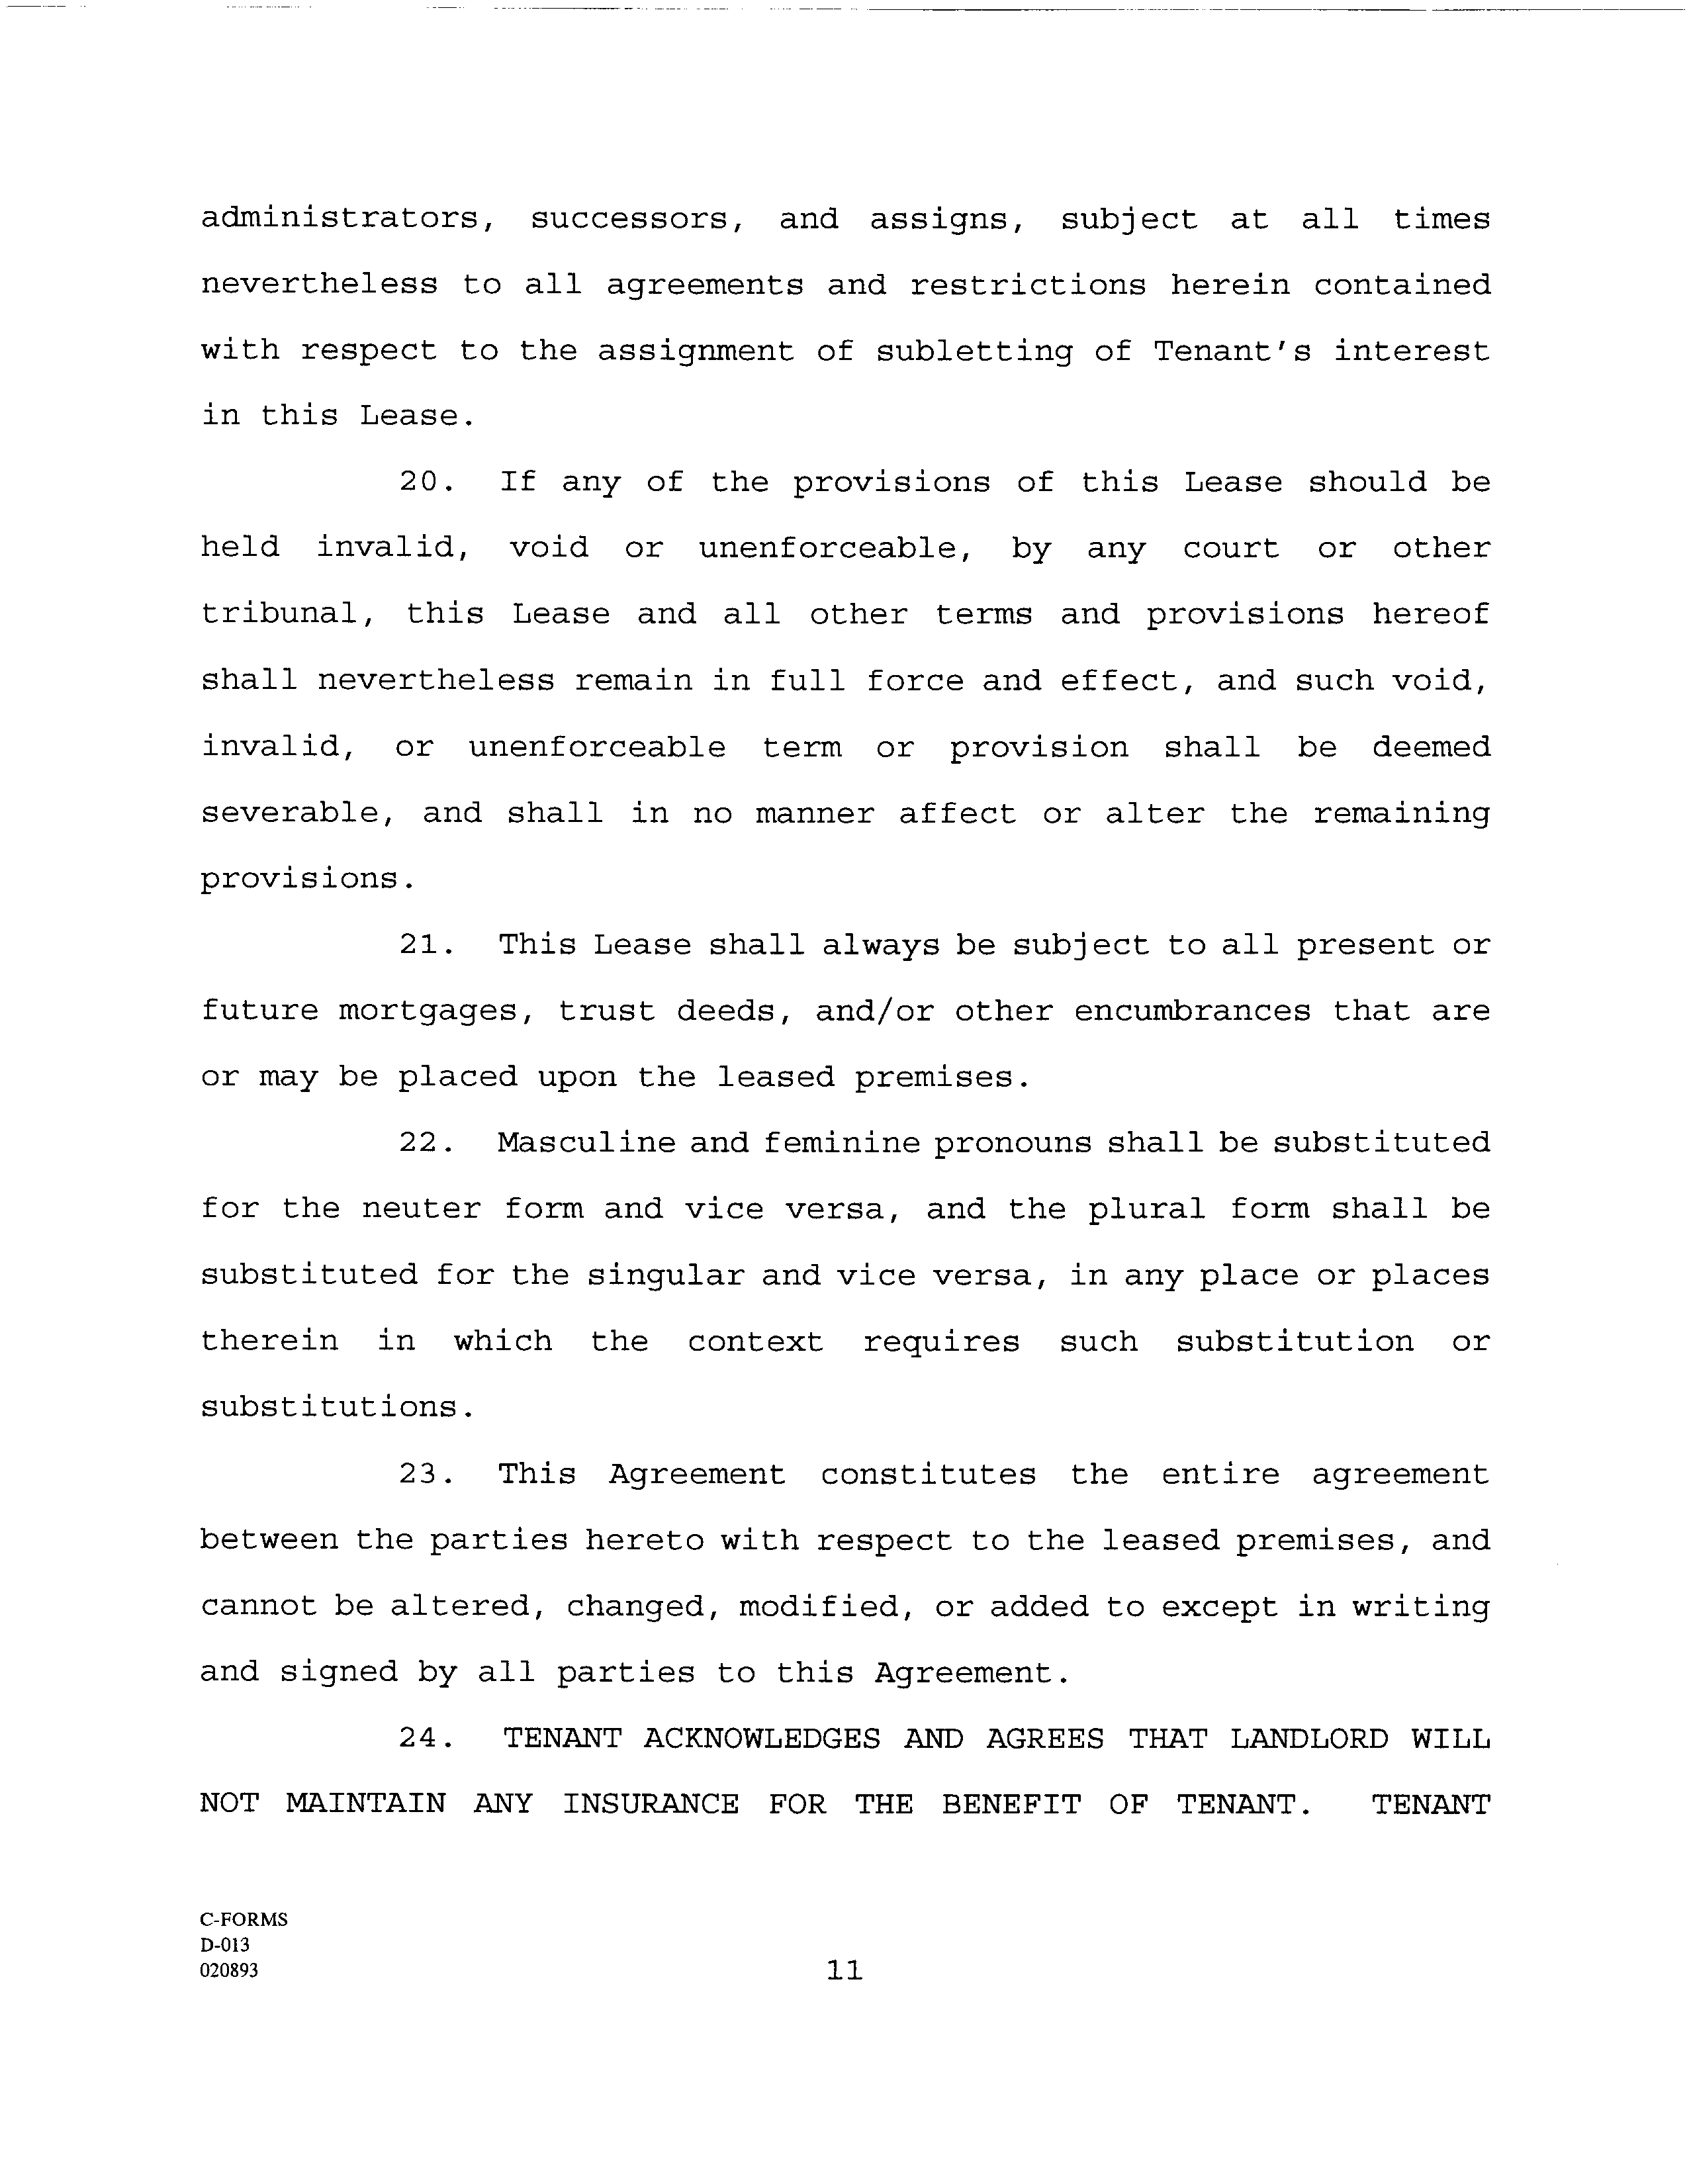 administrators, successors, and assigns, subject at all times
nevertheless to all agreements and restrictions herein contained
with respect to the assignment of subletting of Tenant's interest
in this Lease.
20. If any of the provisions of this Lease should be
held invalid, void or unenforceable, by any court or other
tribunal, this Lease and all other terms and provisions hereof
shall nevertheless remain in full force and effect, and such void,
invalid, or unenforceable term or provision shall be deemed
severable, and shall in no manner affect or alter the remaining
provisions.
21. This Lease shall always be subject to all present or
future mortgages, trust deeds, and/or other encumbrances that are
or may be placed upon the leased premises.
22. Masculine and feminine pronouns shall be substituted
for the neuter form and vice versa, and the plural form shall be
substituted for the singular and vice versa, in any place or places
therein in which the context requires such substitution or
substitutions.
23. This Agreement constitutes the entire agreement
between the parties hereto with respect to the leased premises, and
cannot be altered, changed, modified, or added to except in writing
and signed by all parties to this Agreement.
24. TENANT ACKNOWLEDGES AND AGREES THAT LANDLORD WILL
NOT MAINTAIN ANY INSURANCE FOR THE BENEFIT OF TENANT. TENANT
C-FORMS
D-013
020893
11